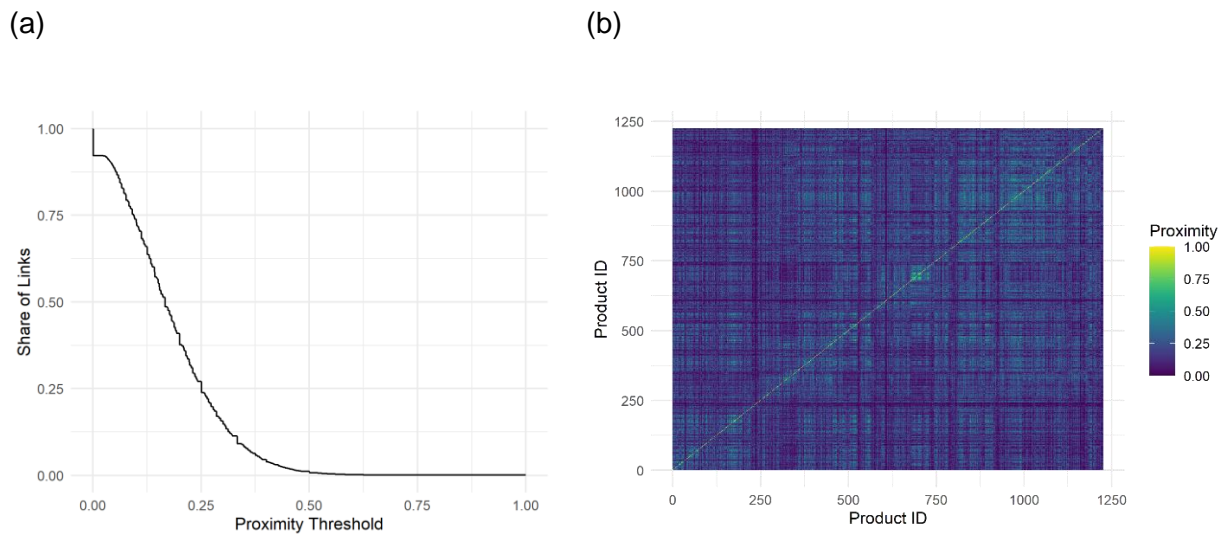 (a)
1.00
0.75
0.50
0.25
0.00
Share of Links
0.00 0.25 0.50 0.75 1.00
Proximity Threshold
(b)
1250
1000
750
500
250
0
Product ID
0 250 500 750 1000 1250
Product ID
Proximity
1.00
0.75
0.50
0.25
0.00